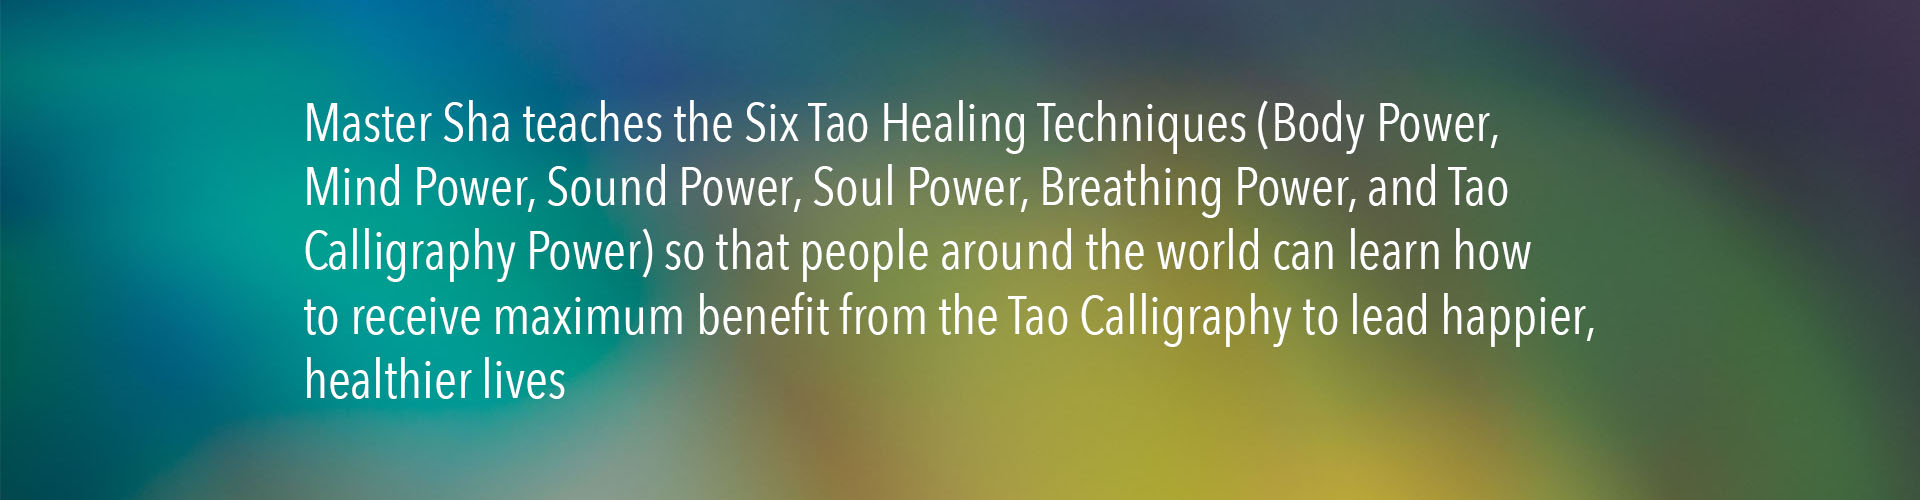 Master Sha teaches the Six Tao Healing Techniques (Body Power,
Mind Power, Sound Power, Soul Power, Breathing Power, and Tao
Calligraphy Power) so that people around the world can learn how
to receive maximum benefit from the Tao Calligraphy to lead happier,
healthier lives